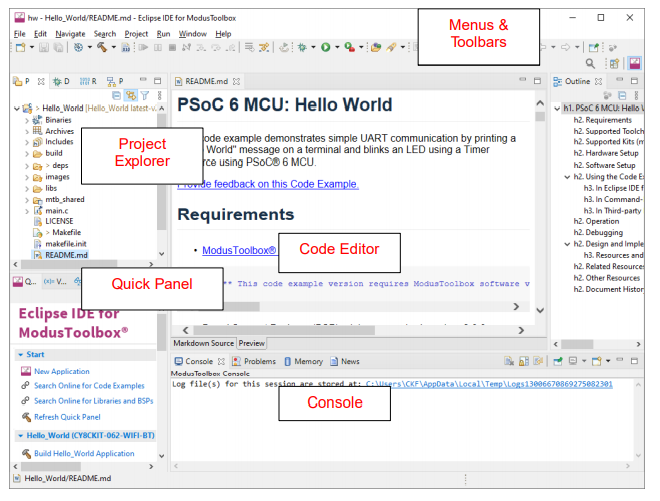 hw - Hello_World/README.md - Eclipse IDE for ModusToolbox
File Edit Navigate Search Project Run Window Help
Menus &
Toolbars
P D R P
> Hello_World [Hello_World latest-v.
Binaries
Archives
Includes
build
> deps
images
libs
mtb_shared
main.c
LICENSE
> Makefile
makefile.init
README.md
Project
Explorer
README.md
PSoC 6 MCU: Hello World
code example demonstrates simple UART communication by printing a
World" message on a terminal and blinks an LED using a Timer
using PSoC® 6 MCU.
feedback on this Code Example.
Requirements
• ModusToolbox®
Code Editor
** This code example version requires ModusToolbox software v
Markdown Source Preview
Outline
h1. PSoC 6 MCU: Hello
h2. Requirements
h2. Supported Toolch
h2. Supported Kits (m
h2. Hardware Setup
h2. Software Setup
h2. Using the Code E
h3. In Eclipse IDE f
h3. In Command-
h3. In Third-party
h2. Operation
h2. Debugging
h2. Design and Imple
h3. Resources and
h2. Related Resources
h2. Other Resources
h2. Document Histor
Q... (x)= V...
Quick Panel
Eclipse IDE for
ModusToolbox®
Start
New Application
Search Online for Code Examples
Search Online for Libraries and BSPs
Refresh Quick Panel
Hello_World (CY8CKIT-062-WIFI-BT)
Build Hello_World Application
Console Problems Memory News
ModusToolbox Console
Log file(s) for this session are stored at: C:\Users\CKF\AppData\Local\Temp\Logs13006670869275082301
Console
Hello_World/README.md